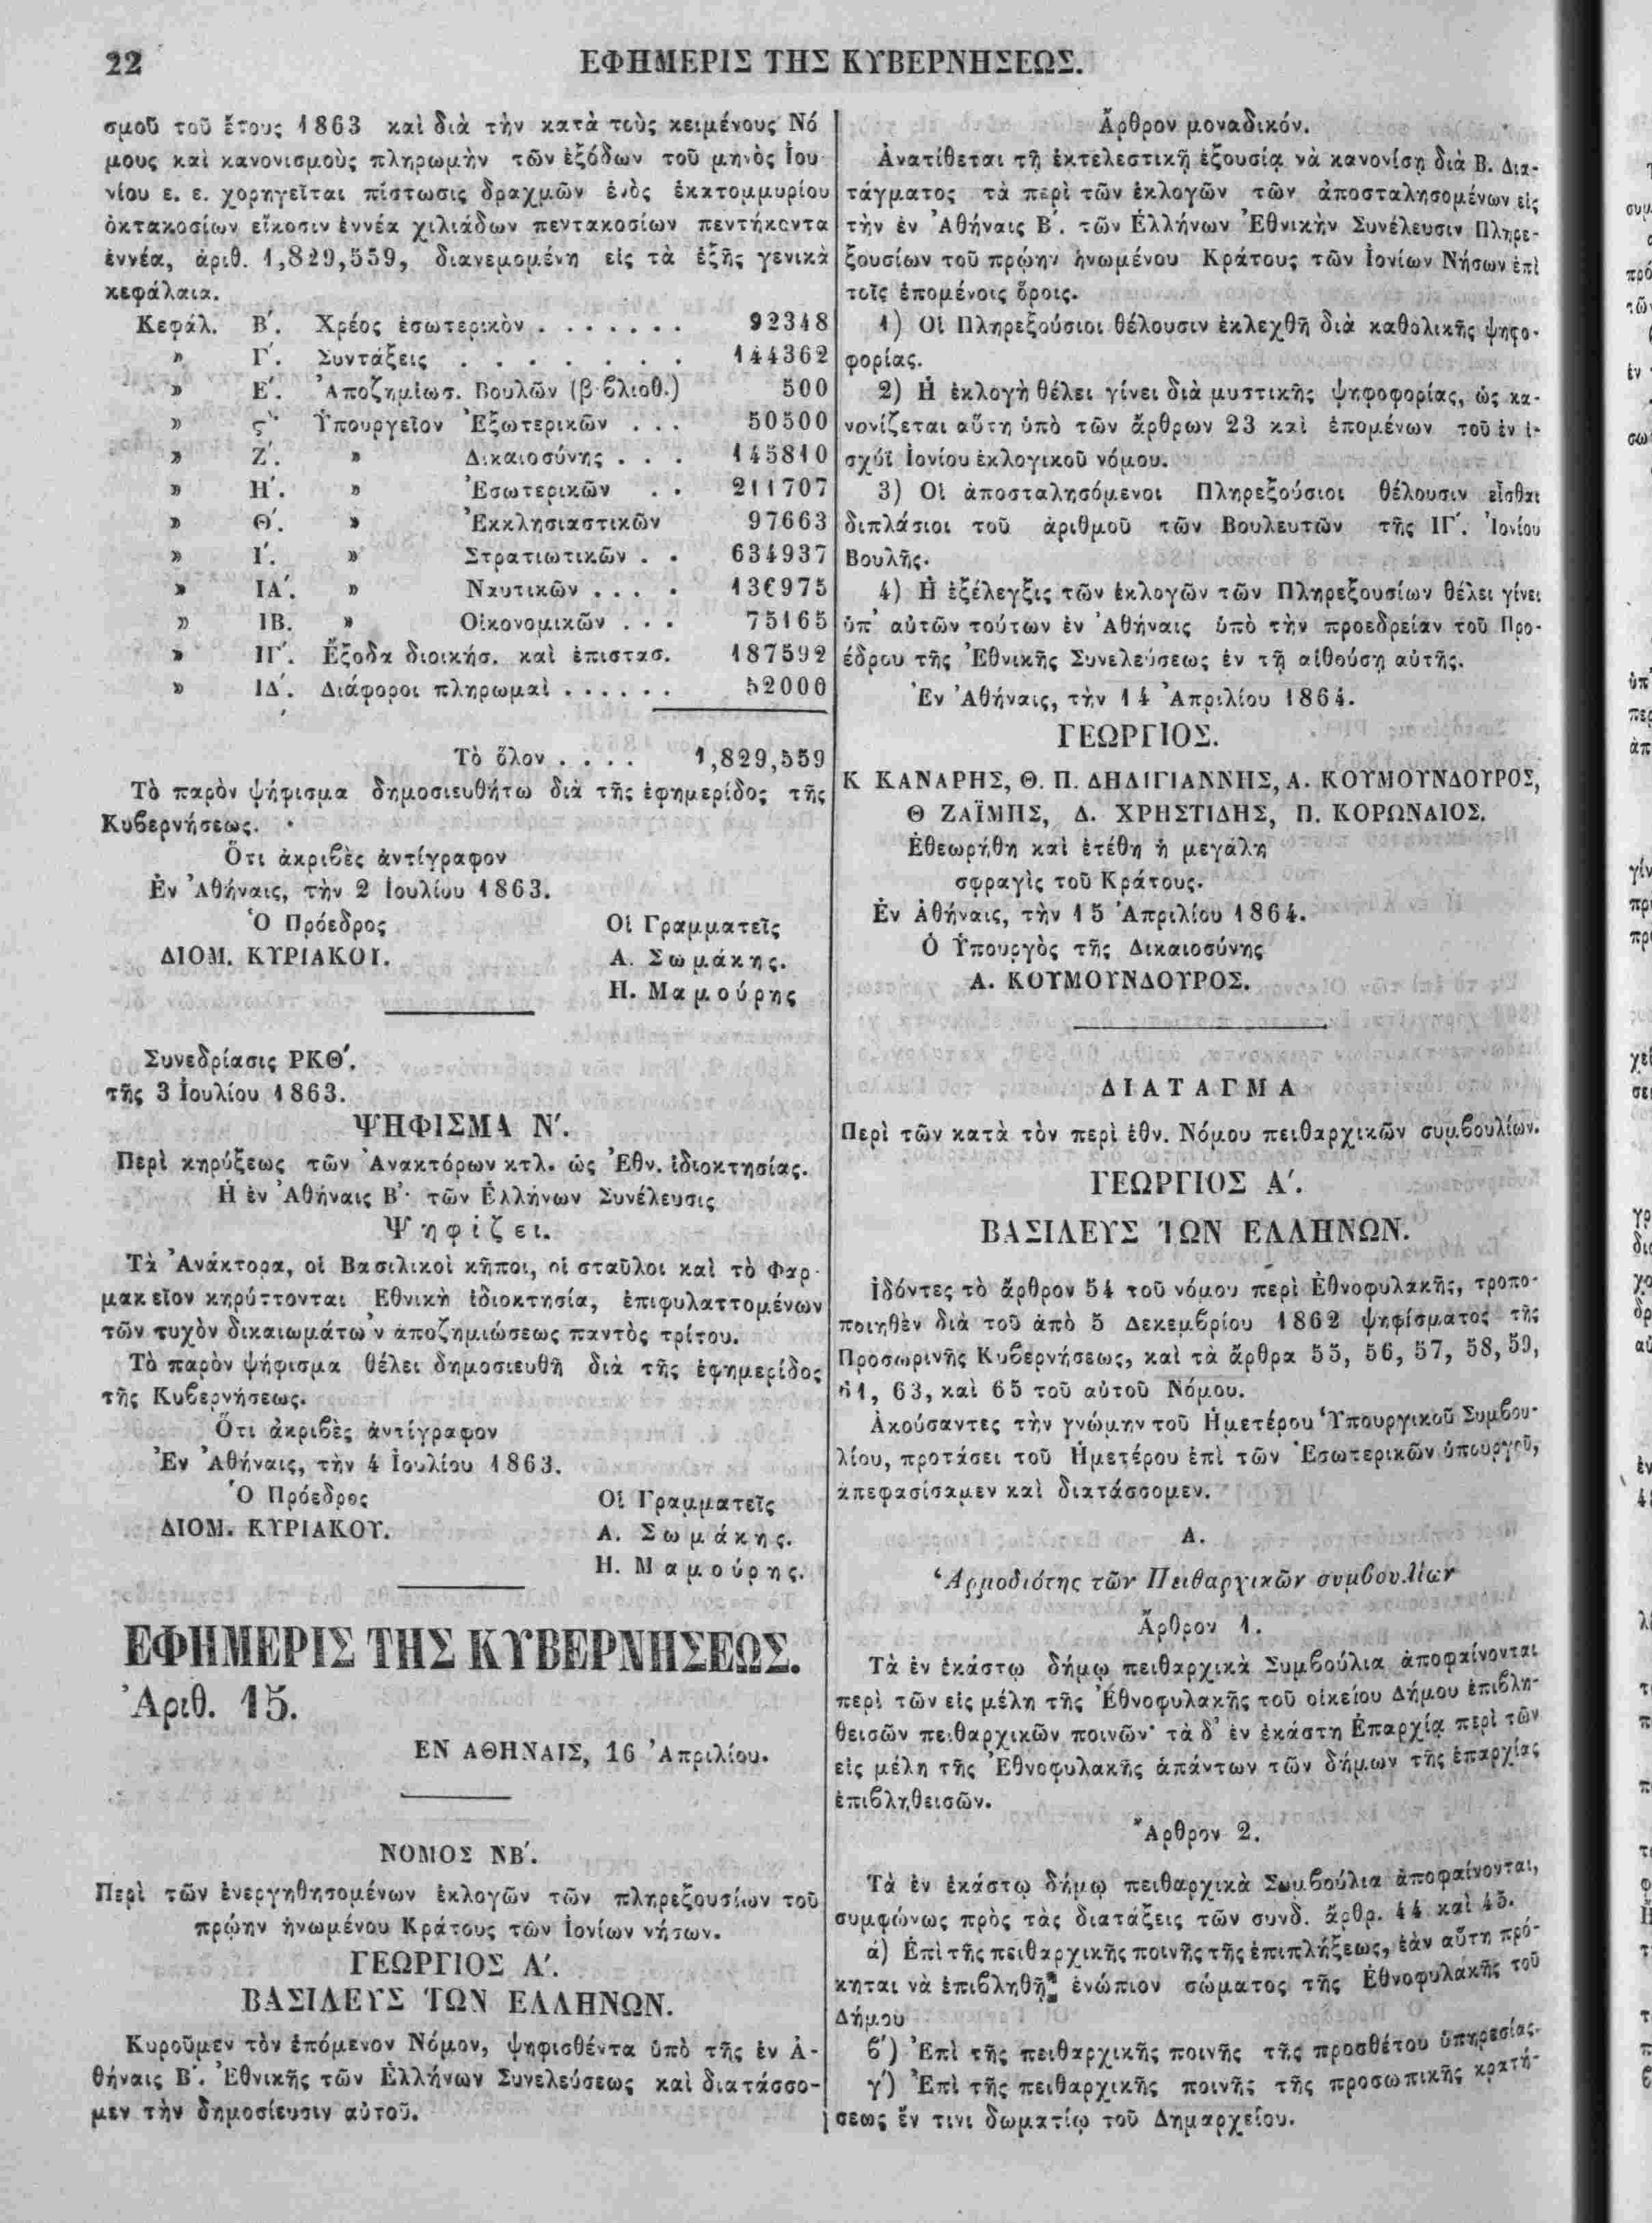 22
ΕΦΗΜΕΡΙΣ ΤΗΣ ΚΥΒΕΡΝΗΣΕΩΣ.
σμοῦ τοῦ ἔτους 1863 καὶ διὰ τὴν κατὰ τοὺς κειμένους Νό
μους καὶ κανονισμοὺς πληρωμὴν τῶν ἐξόδων τοῦ μηνὸς Ἰου
νίου ε. ε. χορηγεῖται πίστωσις δραχμῶν ἑνὸς ἑκατομμυρίου
ὀκτακοσίων εἴκοσιν ἐννέα χιλιάδων πεντακοσίων πεντήκοντα
ἐννέα, ἀριθ. 1,829,559, διανεμομένη εἰς τὰ ἑξῆς γενικὰ
κεφάλαια.
Κεφάλ. Β΄. Χρέος ἐσωτερικὸν . . . . . . . 92348
» Γ΄. Συντάξεις . . . . . . . 144362
» Ε΄. Ἀποζημίωσ. Βουλῶν (βιβλιοθ.) 500
» ς΄ Ὑπουργεῖον Ἐξωτερικῶν . . . 50500
» Ζ΄. » Δικαιοσύνης . . . 145810
» Η΄. » Ἐσωτερικῶν . . 211707
» Θ΄. » Ἐκκλησιαστικῶν 97663
» Ι΄. » Στρατιωτικῶν . . 634937
» ΙΑ΄. » Ναυτικῶν . . . . 136975
» ΙΒ. » Οἰκονομικῶν . . . 75165
» ΙΓ΄. Ἔξοδα διοικήσ. καὶ ἐπιστασ. 187592
» ΙΔ΄. Διάφοροι πληρωμαὶ . . . . . . 52000
Τὸ ὅλον . . . . 1,829,559
Τὸ παρὸν ψήφισμα δημοσιευθήτω διὰ τῆς ἐφημερίδος τῆς
Κυβερνήσεως.
Ὅτι ἀκριβὲς ἀντίγραφον
Ἐν Ἀθήναις, τὴν 2 Ἰουλίου 1863.
Ὁ Πρόεδρος Οἱ Γραμματεῖς
ΔΙΟΜ. ΚΥΡΙΑΚΟΥ. Α. Σωμάκης.
Η. Μαμούρης
Συνεδρίασις ΡΚΘ΄.
τῆς 3 Ἰουλίου 1863.
ΨΗΦΙΣΜΑ Ν΄.
Περὶ κηρύξεως τῶν Ἀνακτόρων κτλ. ὡς Ἐθν. ἰδιοκτησίας.
Ἡ ἐν Ἀθήναις Β΄ τῶν Ἑλλήνων Συνέλευσις
Ψηφίζει.
Τὰ Ἀνάκτορα, οἱ Βασιλικοὶ κῆποι, οἱ σταῦλοι καὶ τὸ Φαρ-
μακεῖον κηρύττονται Ἐθνικὴ ἰδιοκτησία, ἐπιφυλαττομένων
τῶν τυχὸν δικαιωμάτων ἀποζημιώσεως παντὸς τρίτου.
Τὸ παρὸν ψήφισμα θέλει δημοσιευθῆ διὰ τῆς ἐφημερίδος
τῆς Κυβερνήσεως.
Ὅτι ἀκριβὲς ἀντίγραφον
Ἐν Ἀθήναις, τὴν 4 Ἰουλίου 1863.
Ὁ Πρόεδρος Οἱ Γραμματεῖς
ΔΙΟΜ. ΚΥΡΙΑΚΟΥ. Α. Σωμάκης.
Η. Μαμούρης.
ΕΦΗΜΕΡΙΣ ΤΗΣ ΚΥΒΕΡΝΗΣΕΩΣ.
Ἀριθ. 15.
ΕΝ ΑΘΗΝΑΙΣ, 16 Ἀπριλίου.
ΝΟΜΟΣ ΝΒ΄.
Περὶ τῶν ἐνεργηθησομένων ἐκλογῶν τῶν πληρεξουσίων τοῦ
πρῴην ἡνωμένου Κράτους τῶν Ἰονίων νήσων.
ΓΕΩΡΓΙΟΣ Α΄.
ΒΑΣΙΛΕΥΣ ΤΩΝ ΕΛΛΗΝΩΝ.
Κυροῦμεν τὸν ἑπόμενον Νόμον, ψηφισθέντα ὑπὸ τῆς ἐν Ἀ-
θήναις Β΄. Ἐθνικῆς τῶν Ἑλλήνων Συνελεύσεως καὶ διατάσσο-
μεν τὴν δημοσίευσιν αὐτοῦ.
Ἄρθρον μοναδικόν.
Ἀνατίθεται τῇ ἐκτελεστικῇ ἐξουσίᾳ νὰ κανονίσῃ διὰ Β. Δια-
τάγματος τὰ περὶ τῶν ἐκλογῶν τῶν ἀποσταλησομένων εἰς
τὴν ἐν Ἀθήναις Β΄. τῶν Ἑλλήνων Ἐθνικὴν Συνέλευσιν Πληρε-
ξουσίων τοῦ πρῴην ἡνωμένου Κράτους τῶν Ἰονίων Νήσων ἐπὶ
τοῖς ἑπομένοις ὅροις.
1) Οἱ Πληρεξούσιοι θέλουσιν ἐκλεχθῆ διὰ καθολικῆς ψηφο-
φορίας.
2) Ἡ ἐκλογὴ θέλει γίνει διὰ μυστικῆς ψηφοφορίας, ὡς κα-
νονίζεται αὕτη ὑπὸ τῶν ἄρθρων 23 καὶ ἑπομένων τοῦ ἐν ἰ-
σχύϊ Ἰονίου ἐκλογικοῦ νόμου.
3) Οἱ ἀποσταλησόμενοι Πληρεξούσιοι θέλουσιν εἶσθαι
διπλάσιοι τοῦ ἀριθμοῦ τῶν Βουλευτῶν τῆς ΙΓ΄. Ἰονίου
Βουλῆς.
4) Ἡ ἐξέλεγξις τῶν ἐκλογῶν τῶν Πληρεξουσίων θέλει γίνει
ὑπ' αὐτῶν τούτων ἐν Ἀθήναις ὑπὸ τὴν προεδρείαν τοῦ Προ-
έδρου τῆς Ἐθνικῆς Συνελεύσεως ἐν τῇ αἰθούσῃ αὐτῆς.
Ἐν Ἀθήναις, τὴν 14 Ἀπριλίου 1864.
ΓΕΩΡΓΙΟΣ.
Κ ΚΑΝΑΡΗΣ, Θ. Π. ΔΗΛΙΓΙΑΝΝΗΣ, Α. ΚΟΥΜΟΥΝΔΟΥΡΟΣ,
Θ ΖΑΪΜΗΣ, Δ. ΧΡΗΣΤΙΔΗΣ, Π. ΚΟΡΩΝΑΙΟΣ.
Ἐθεωρήθη καὶ ἐτέθη ἡ μεγάλη
σφραγὶς τοῦ Κράτους.
Ἐν Ἀθήναις, τὴν 15 Ἀπριλίου 1864.
Ὁ Ὑπουργὸς τῆς Δικαιοσύνης
Α. ΚΟΥΜΟΥΝΔΟΥΡΟΣ.
ΔΙΑΤΑΓΜΑ
Περὶ τῶν κατὰ τὸν περὶ ἐθν. Νόμου πειθαρχικῶν συμβουλίων.
ΓΕΩΡΓΙΟΣ Α΄.
ΒΑΣΙΛΕΥΣ ΤΩΝ ΕΛΛΗΝΩΝ.
Ἰδόντες τὸ ἄρθρον 54 τοῦ νόμου περὶ Ἐθνοφυλακῆς, τροπο-
ποιηθὲν διὰ τοῦ ἀπὸ 5 Δεκεμβρίου 1862 ψηφίσματος τῆς
Προσωρινῆς Κυβερνήσεως, καὶ τὰ ἄρθρα 55, 56, 57, 58, 59,
61, 63, καὶ 65 τοῦ αὐτοῦ Νόμου.
Ἀκούσαντες τὴν γνώμην τοῦ Ἡμετέρου Ὑπουργικοῦ Συμβου-
λίου, προτάσει τοῦ Ἡμετέρου ἐπὶ τῶν Ἐσωτερικῶν ὑπουργοῦ,
ἀπεφασίσαμεν καὶ διατάσσομεν.
Α.
Ἁρμοδιότης τῶν Πειθαρχικῶν συμβουλίων
Ἄρθρον 1.
Τὰ ἐν ἑκάστῳ δήμῳ πειθαρχικὰ Συμβούλια ἀποφαίνονται
περὶ τῶν εἰς μέλη τῆς Ἐθνοφυλακῆς τοῦ οἰκείου Δήμου ἐπιβλη-
θεισῶν πειθαρχικῶν ποινῶν· τὰ δ' ἐν ἑκάστῃ Ἐπαρχίᾳ περὶ τῶν
εἰς μέλη τῆς Ἐθνοφυλακῆς ἁπάντων τῶν δήμων τῆς ἐπαρχίας
ἐπιβληθεισῶν.
Ἄρθρον 2.
Τὰ ἐν ἑκάστῳ δήμῳ πειθαρχικὰ Συμβούλια ἀποφαίνονται,
συμφώνως πρὸς τὰς διατάξεις τῶν συνδ. ἄρθρ. 44 καὶ 45.
ά) Ἐπὶ τῆς πειθαρχικῆς ποινῆς τῆς ἐπιπλήξεως, ἐὰν αὕτη πρό-
κηται νὰ ἐπιβληθῇ ἐνώπιον σώματος τῆς Ἐθνοφυλακῆς τοῦ
Δήμου
β΄) Ἐπὶ τῆς πειθαρχικῆς ποινῆς τῆς προσθέτου ὑπηρεσίας.
γ΄) Ἐπὶ τῆς πειθαρχικῆς ποινῆς τῆς προσωπικῆς κρατή-
σεως ἔν τινι δωματίῳ τοῦ Δημαρχείου.